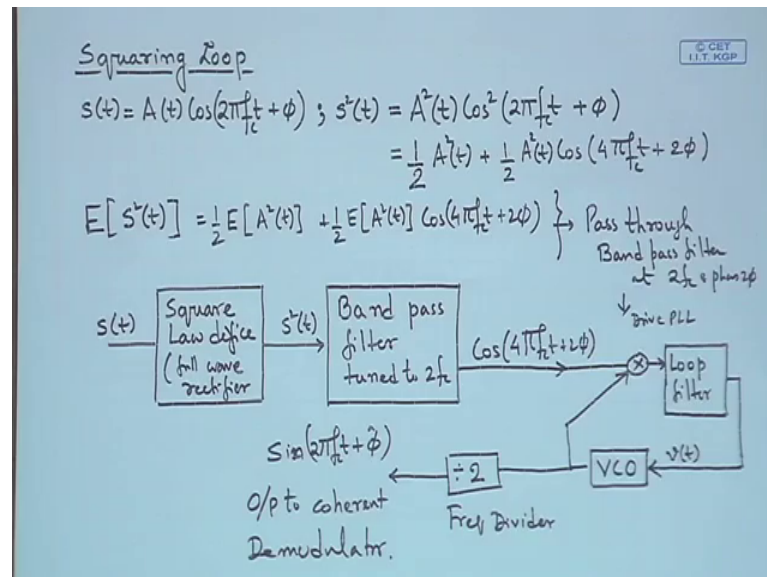 Squaring Loop
© CET
I.I.T. KGP
S(t) = A(t) Cos(2πf_c t + φ) ; S²(t) = A²(t) Cos²(2πf_c t + φ)
= 1/2 A²(t) + 1/2 A²(t) Cos(4πf_c t + 2φ)
E[S²(t)] = 1/2 E[A²(t)] + 1/2 E[A²(t)] Cos(4πf_c t + 2φ) } → Pass through
Band pass filter
at 2f_c & phase 2φ
↓ Drive PLL
S(t)
Square
Law device
(full wave
rectifier
S²(t)
Band pass
filter
tuned to 2f_c
Cos(4πf_c t + 2φ)
×
Loop
filter
v(t)
VCO
÷2
Freq Divider
Sin(2πf_c t + φ̂)
O/p to coherent
Demodulator.